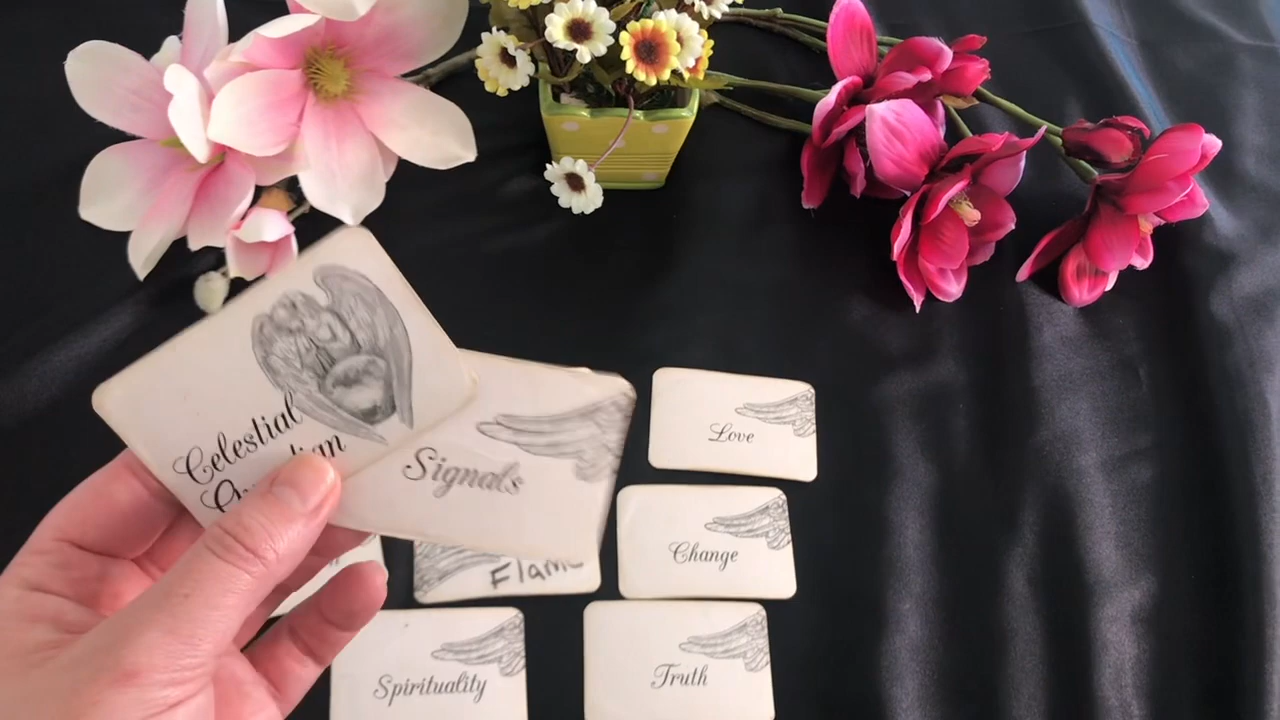 Celestial
Signals
Love
Change
Spirituality
Truth